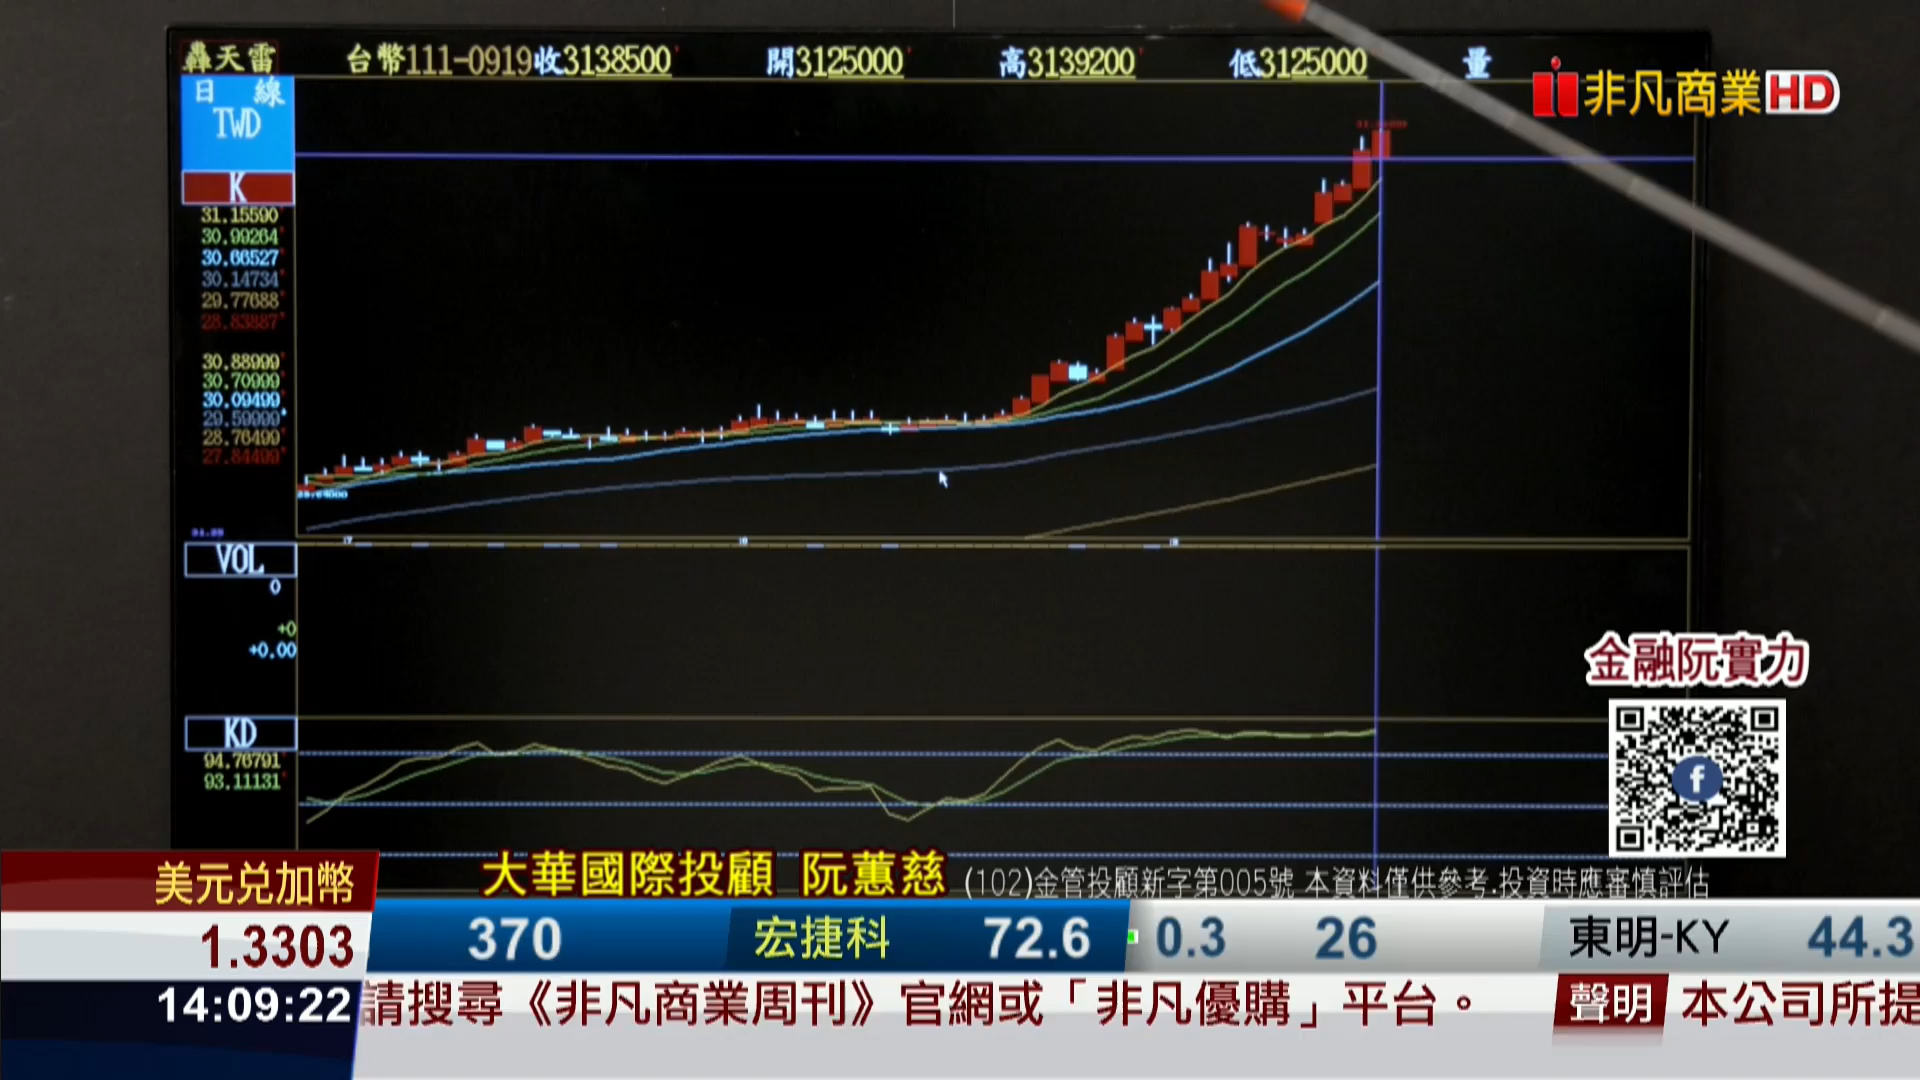 轟天雷 台幣111-0919收3138500 開3125000 高3139200 低3125000 量
非凡商業HD
日 線
TWD
K
31.15590
30.99264
30.66527
30.14734
29.77688
28.83887
30.88999
30.70999
30.09499
29.59999
28.76499
27.84499
VOL
0
+0
+0.00
KD
94.76791
93.11131
金融阮實力
大華國際投顧 阮蕙慈 (102)金管投顧新字第005號 本資料僅供參考.投資時應審慎評估
美元兌加幣
1.3303
370 宏捷科 72.6 0.3 26 東明-KY 44.3
14:09:22
請搜尋《非凡商業周刊》官網或「非凡優購」平台。 聲明 本公司所提